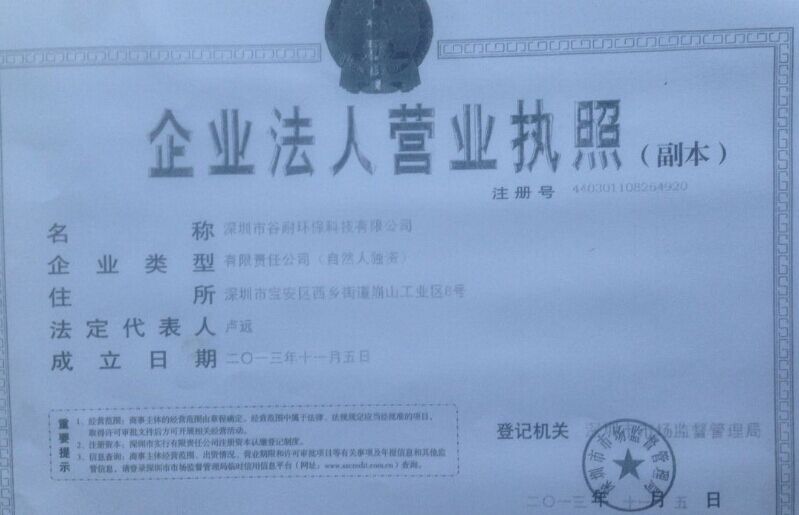 企业法人营业执照（副本）
注册号 440301108264920
名称 深圳市谷耐环保科技有限公司
企业类型 有限责任公司（自然人独资）
住所 深圳市宝安区西乡街道崩山工业区8号
法定代表人 卢远
成立日期 二〇一三年十一月五日
重要提示
1、经营范围：商事主体的经营范围由章程确定。经营范围中属于法律、法规规定应当经批准的项目，
取得许可审批文件后方可开展相关经营活动。
2、注册资本：深圳市实行有限责任公司注册资本认缴登记制度。
3、信息查询：商事主体经营范围、出资情况、营业期限和许可审批项目等有关事项及年报信息和其他监
管信息，请登录深圳市市场监督管理局临时信用信息平台（网址：www.szcredit.com.cn）查询。
登记机关 深圳市市场监督管理局
深圳市市场监督管理局
二〇一三年十一月五日